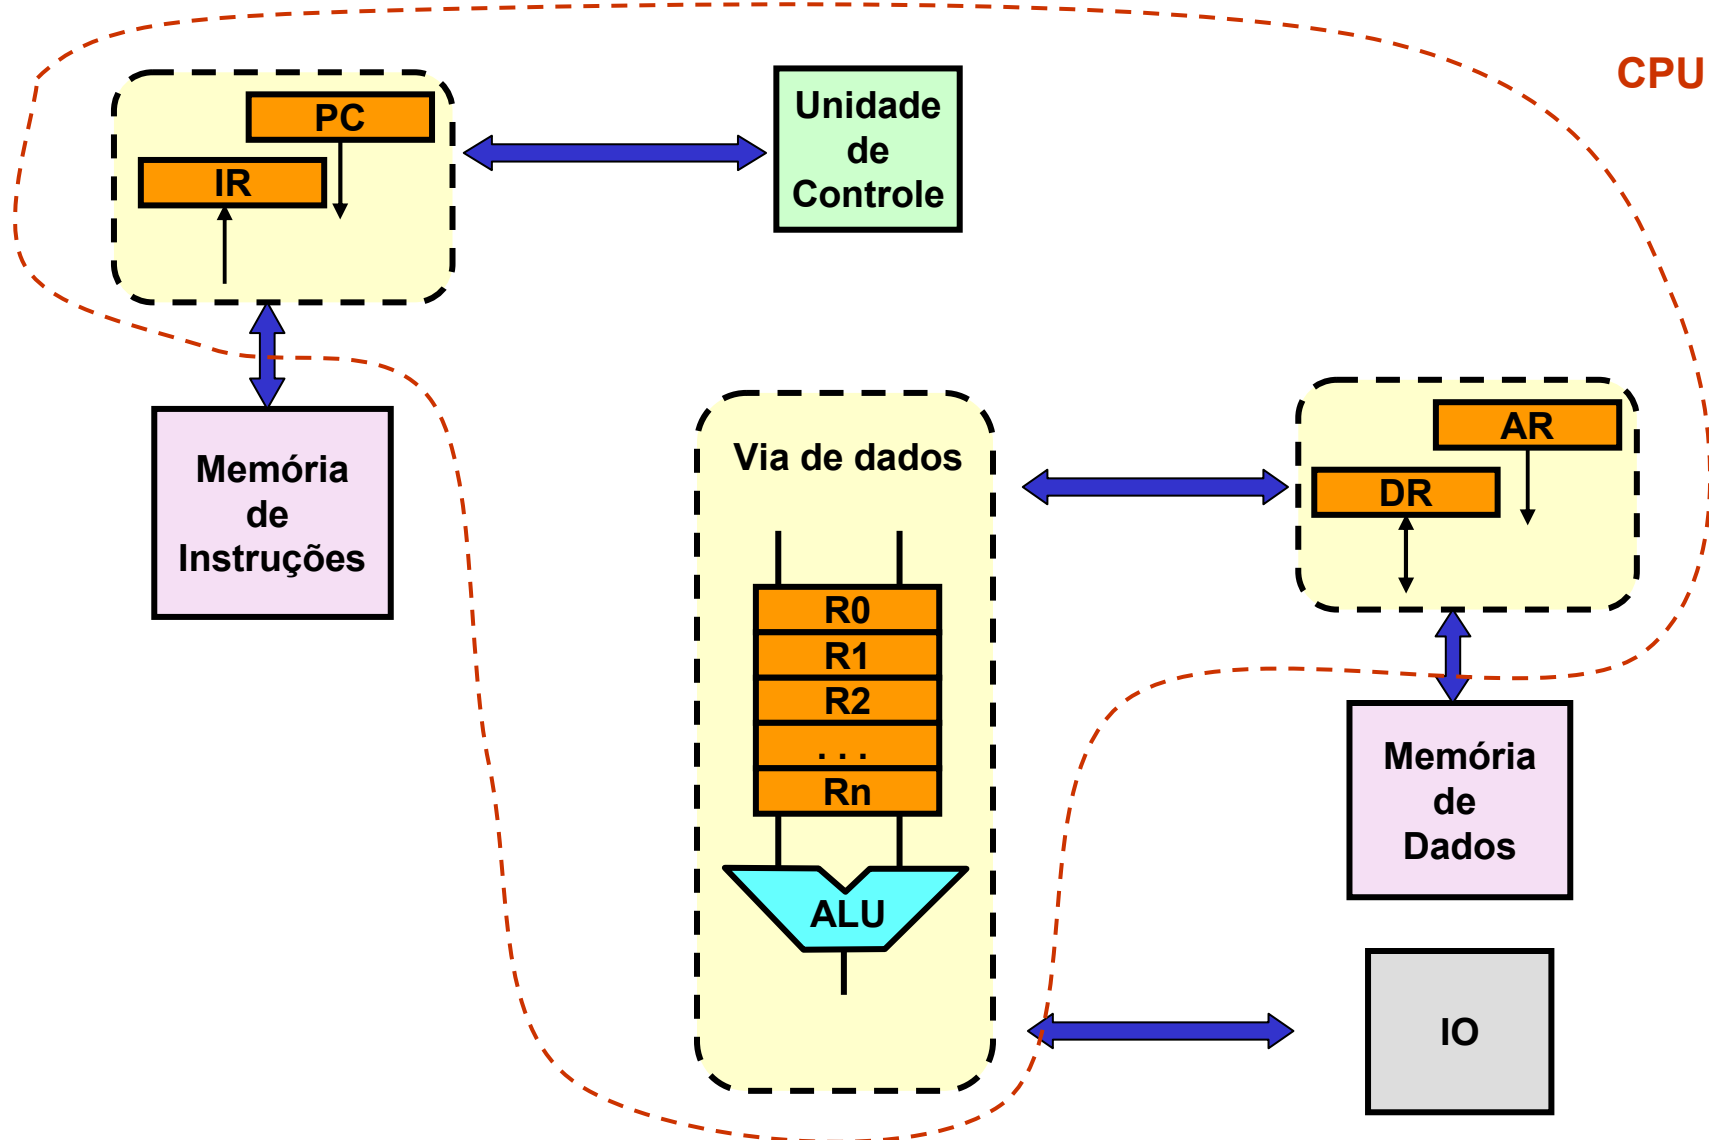 CPU
PC
IR
Unidade
de
Controle
Memória
de
Instruções
Via de dados
R0
R1
R2
. . .
Rn
ALU
AR
DR
Memória
de
Dados
IO